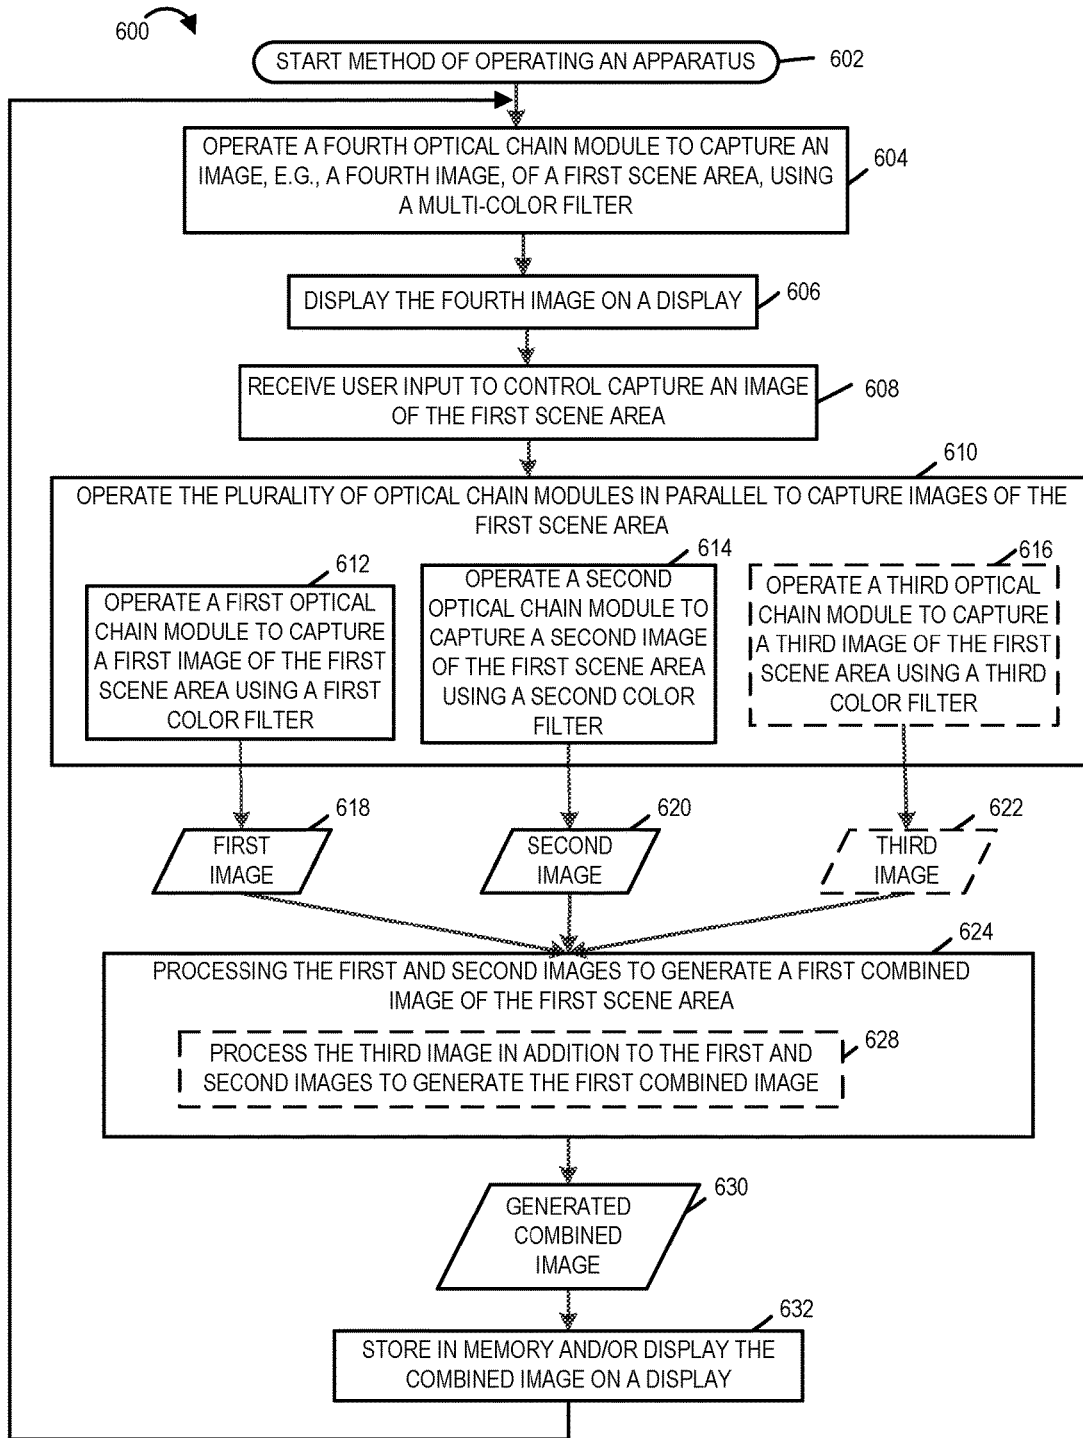 600
START METHOD OF OPERATING AN APPARATUS
602
OPERATE A FOURTH OPTICAL CHAIN MODULE TO CAPTURE AN
IMAGE, E.G., A FOURTH IMAGE, OF A FIRST SCENE AREA, USING
A MULTI-COLOR FILTER
604
DISPLAY THE FOURTH IMAGE ON A DISPLAY
606
RECEIVE USER INPUT TO CONTROL CAPTURE AN IMAGE
OF THE FIRST SCENE AREA
608
610
OPERATE THE PLURALITY OF OPTICAL CHAIN MODULES IN PARALLEL TO CAPTURE IMAGES OF THE
FIRST SCENE AREA
612
OPERATE A FIRST OPTICAL
CHAIN MODULE TO CAPTURE
A FIRST IMAGE OF THE FIRST
SCENE AREA USING A FIRST
COLOR FILTER
614
OPERATE A SECOND
OPTICAL CHAIN MODULE TO
CAPTURE A SECOND IMAGE
OF THE FIRST SCENE AREA
USING A SECOND COLOR
FILTER
616
OPERATE A THIRD OPTICAL
CHAIN MODULE TO CAPTURE
A THIRD IMAGE OF THE FIRST
SCENE AREA USING A THIRD
COLOR FILTER
618
FIRST
IMAGE
620
SECOND
IMAGE
622
THIRD
IMAGE
624
PROCESSING THE FIRST AND SECOND IMAGES TO GENERATE A FIRST COMBINED
IMAGE OF THE FIRST SCENE AREA
PROCESS THE THIRD IMAGE IN ADDITION TO THE FIRST AND
SECOND IMAGES TO GENERATE THE FIRST COMBINED IMAGE
628
GENERATED
COMBINED
IMAGE
630
632
STORE IN MEMORY AND/OR DISPLAY THE
COMBINED IMAGE ON A DISPLAY